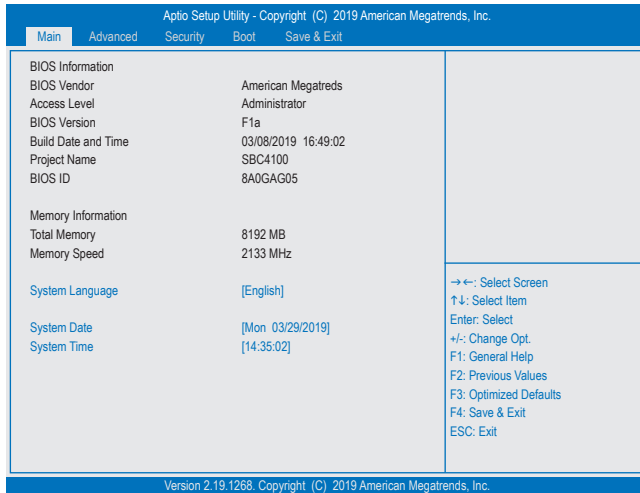 Aptio Setup Utility - Copyright (C) 2019 American Megatrends, Inc.
Main Advanced Security Boot Save & Exit
BIOS Information
BIOS Vendor American Megatreds
Access Level Administrator
BIOS Version F1a
Build Date and Time 03/08/2019 16:49:02
Project Name SBC4100
BIOS ID 8A0GAG05
Memory Information
Total Memory 8192 MB
Memory Speed 2133 MHz
System Language [English]
System Date [Mon 03/29/2019]
System Time [14:35:02]
→←: Select Screen
↑↓: Select Item
Enter: Select
+/-: Change Opt.
F1: General Help
F2: Previous Values
F3: Optimized Defaults
F4: Save & Exit
ESC: Exit
Version 2.19.1268. Copyright (C) 2019 American Megatrends, Inc.